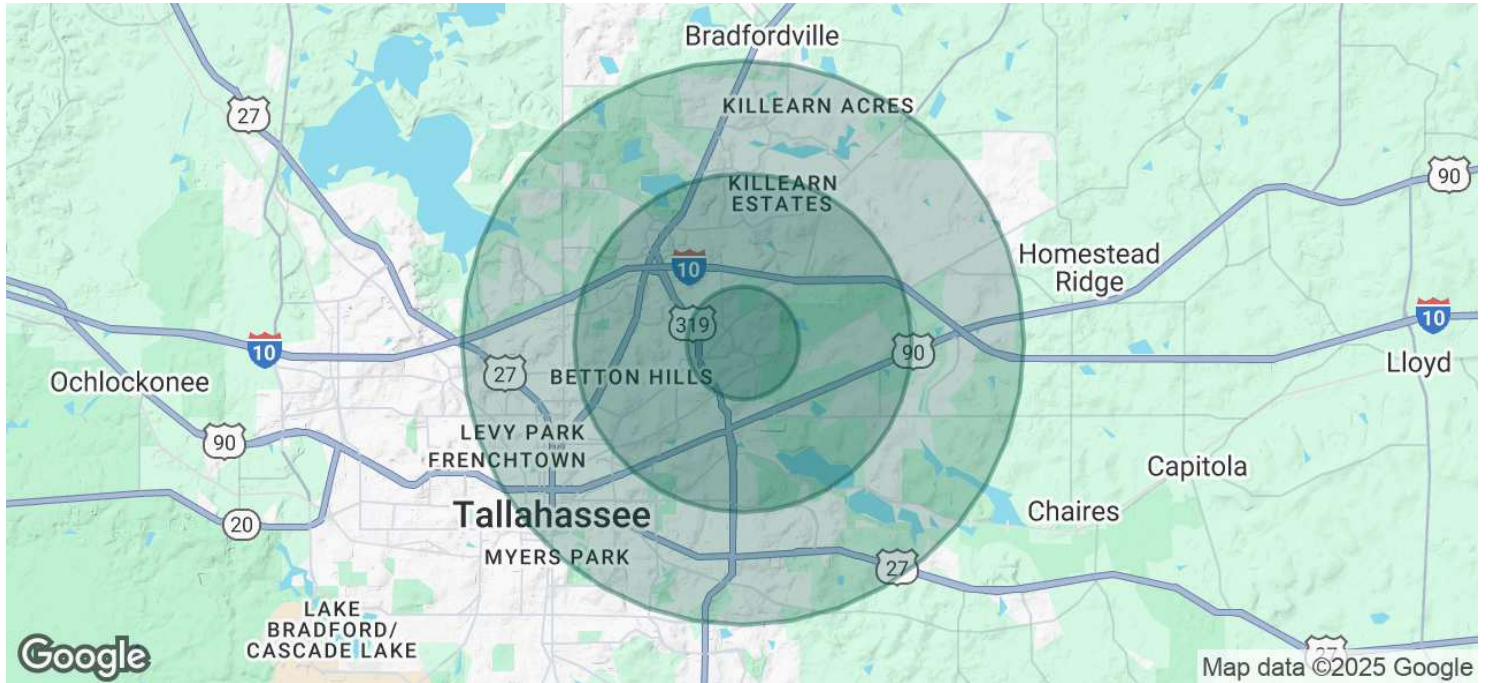 Bradfordville
27
KILLEARN ACRES
90
KILLEARN
ESTATES
Homestead
Ridge
10
319
10
10
90
Lloyd
Ochlockonee
27
BETTON HILLS
90
LEVY PARK
FRENCHTOWN
Capitola
20
Tallahassee
Chaires
MYERS PARK
27
LAKE
BRADFORD/
CASCADE LAKE
27
Google
Map data ©2025 Google